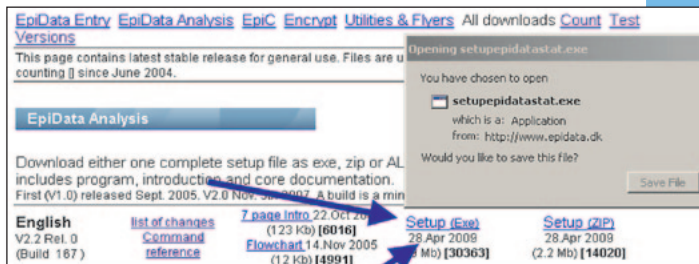 EpiData Entry EpiData Analysis EpiC Encrypt Utilities & Flyers All downloads Count Test
Versions
This page contains latest stable release for general use. Files are u
counting [] since June 2004.
EpiData Analysis
Download either one complete setup file as exe, zip or AL
includes program, introduction and core documentation.
First (V1.0) released Sept. 2005. V2.0 Nov. 2007. A build is a min
English
V2.2 Rel. 0
(Build 167 )
list of changes
Command
reference
7 page Intro 22.Oct
(123 Kb) [6016]
Flowchart 14.Nov 2005
(12 Kb) [4991]
Setup (Exe)
28.Apr 2009
Mb) [30363]
Setup (ZIP)
28.Apr 2009
(2.2 Mb) [14020]
Opening setupepidatastat.exe
You have chosen to open
setupepidatastat.exe
which is a: Application
from: http://www.epidata.dk
Would you like to save this file?
Save File